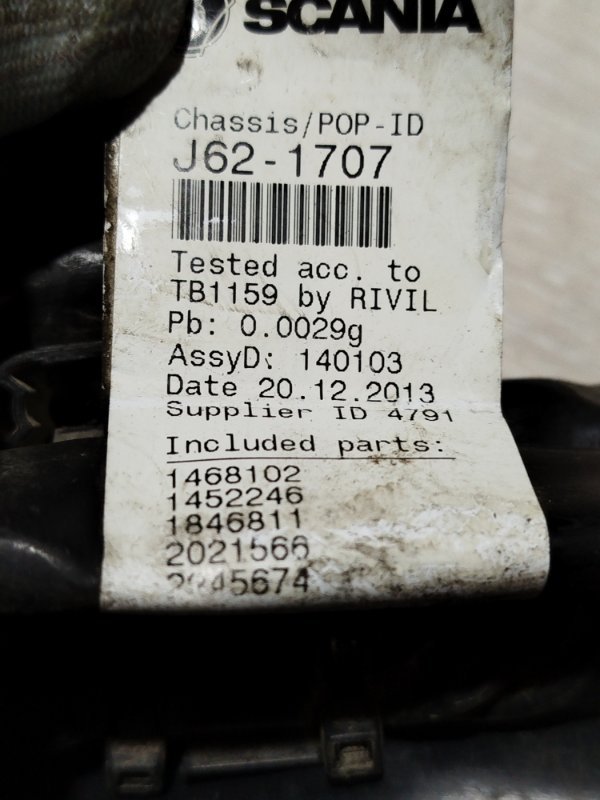 SCANIA
Chassis/POP-ID
J62-1707
Tested acc. to
TB1159 by RIVIL
Pb: 0.0029g
AssyD: 140103
Date 20.12.2013
Supplier ID 4791
Included parts:
1468102
1452246
1846811
2021566